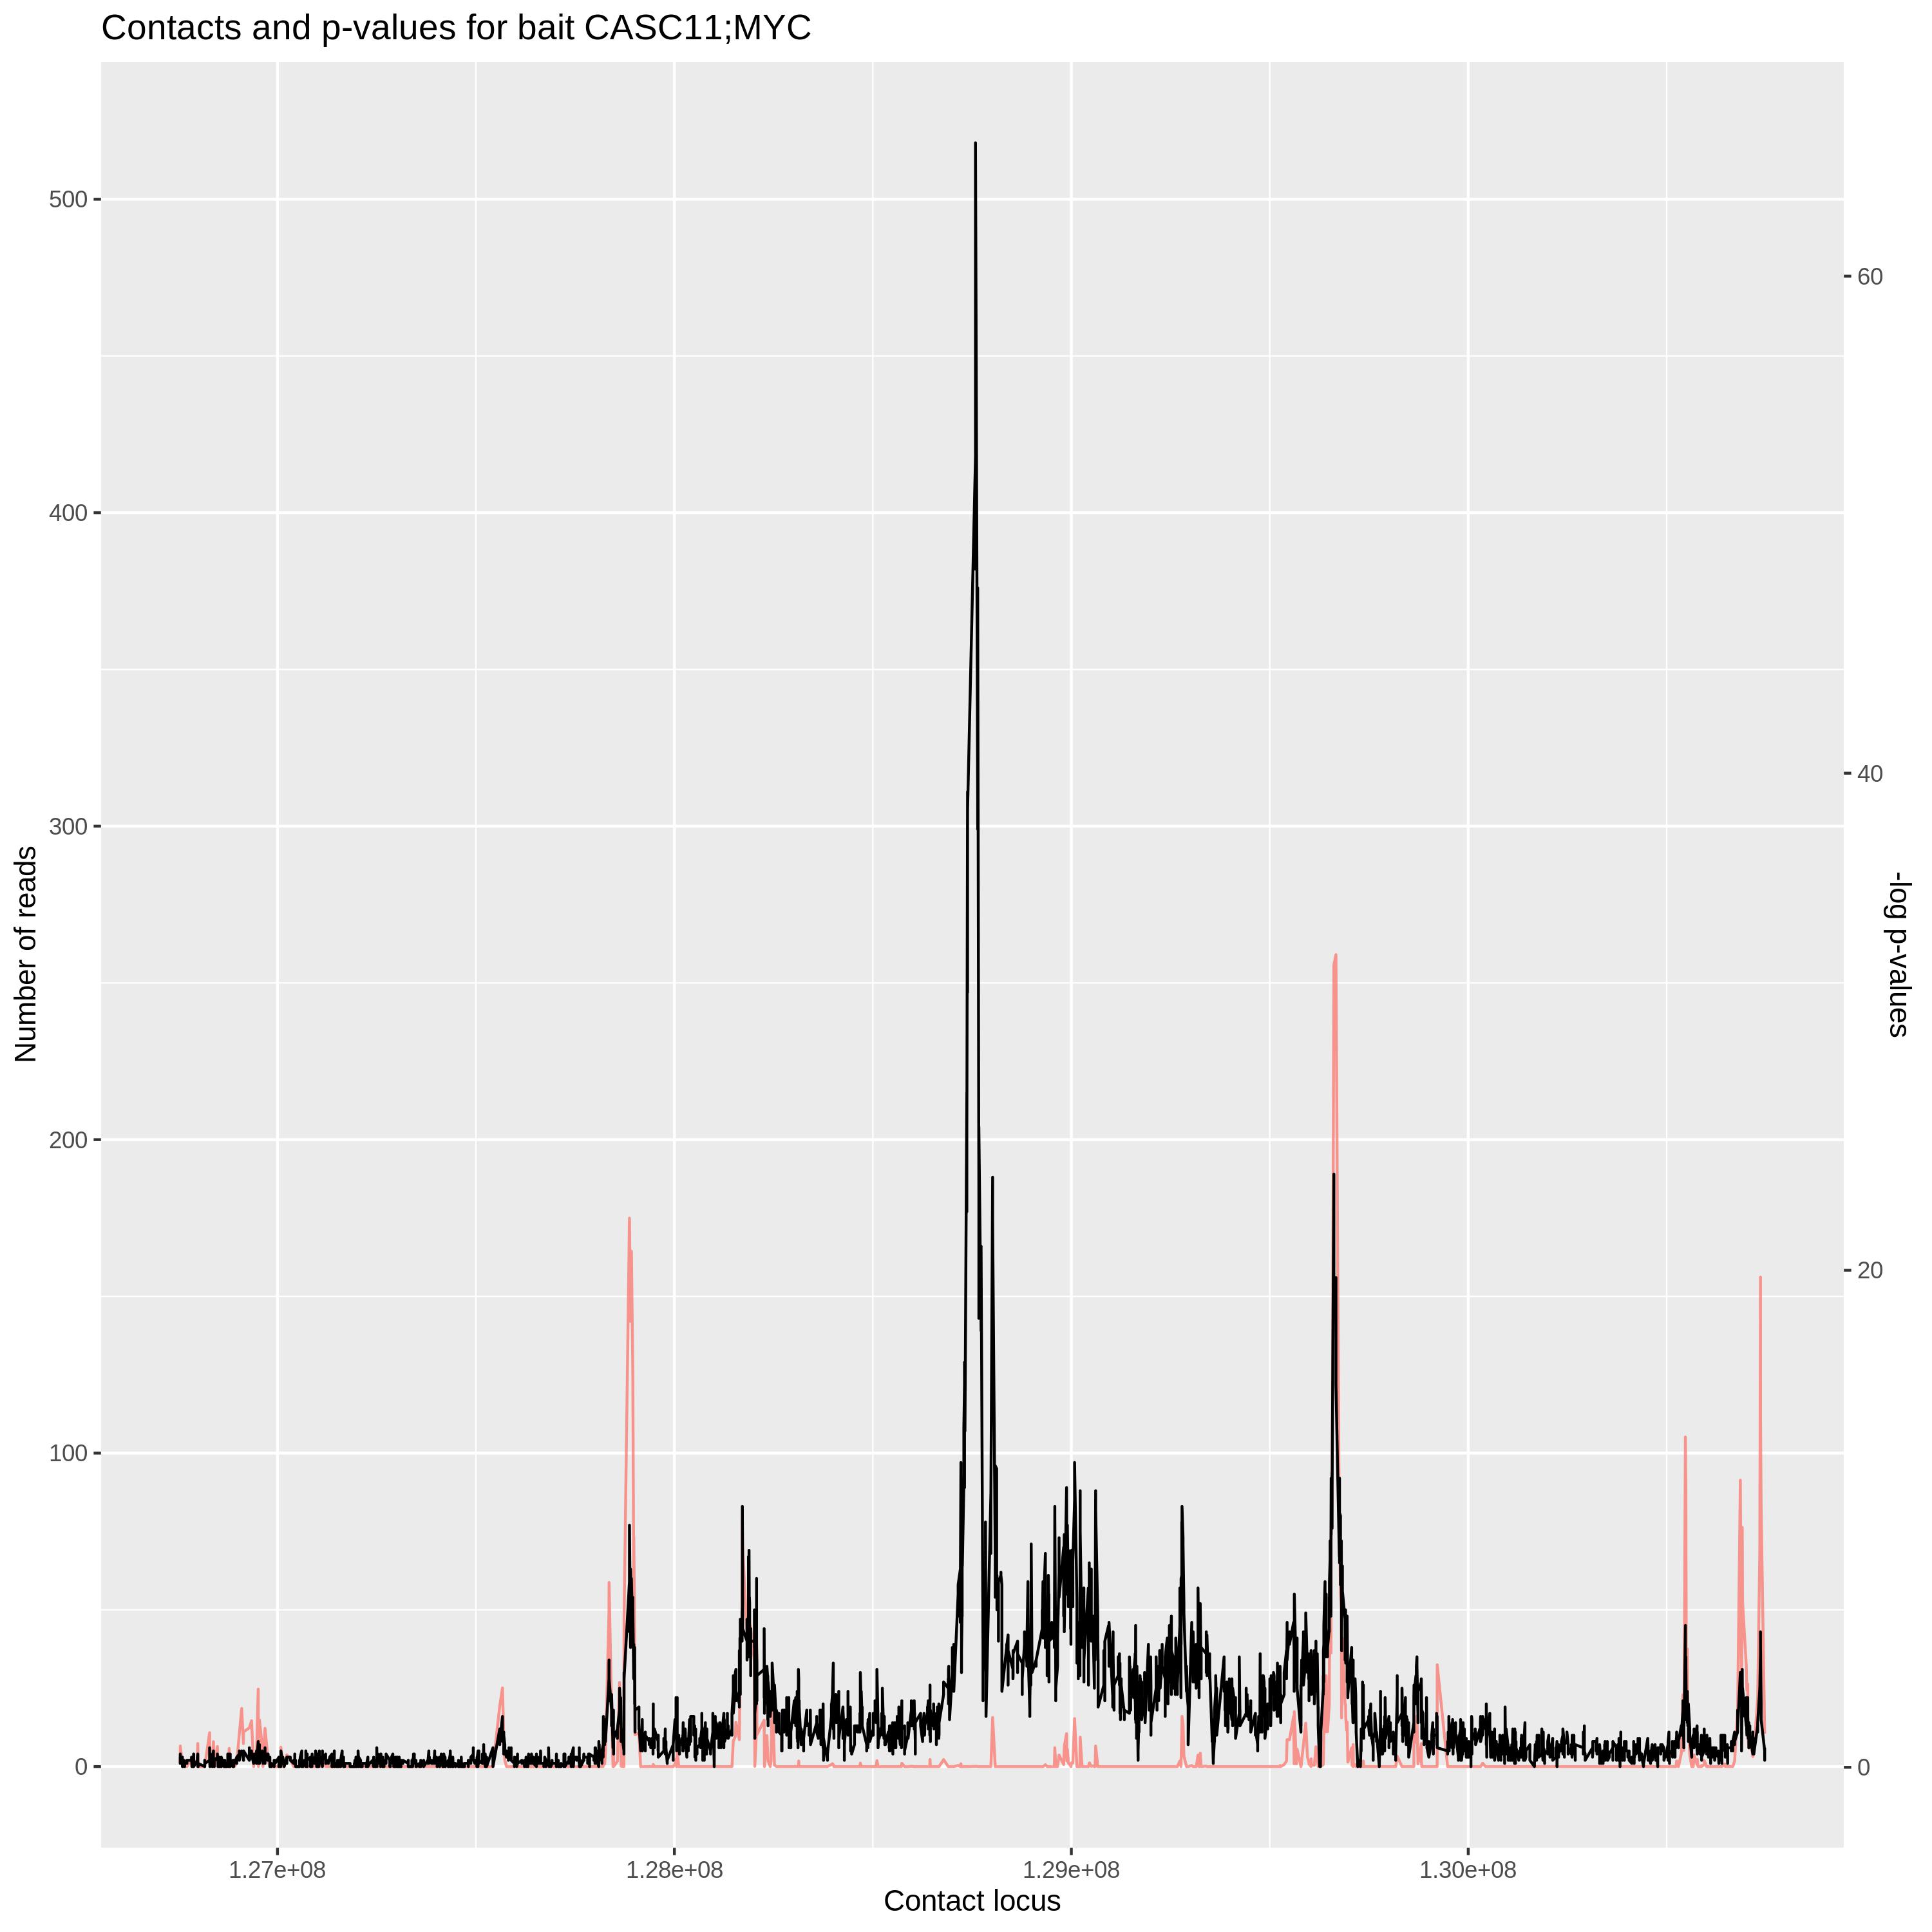 Contacts and p-values for bait CASC11;MYC
500
400
300
200
100
0
Number of reads
60
40
20
0
-log p-values
1.27e+08
1.28e+08
1.29e+08
1.30e+08
Contact locus